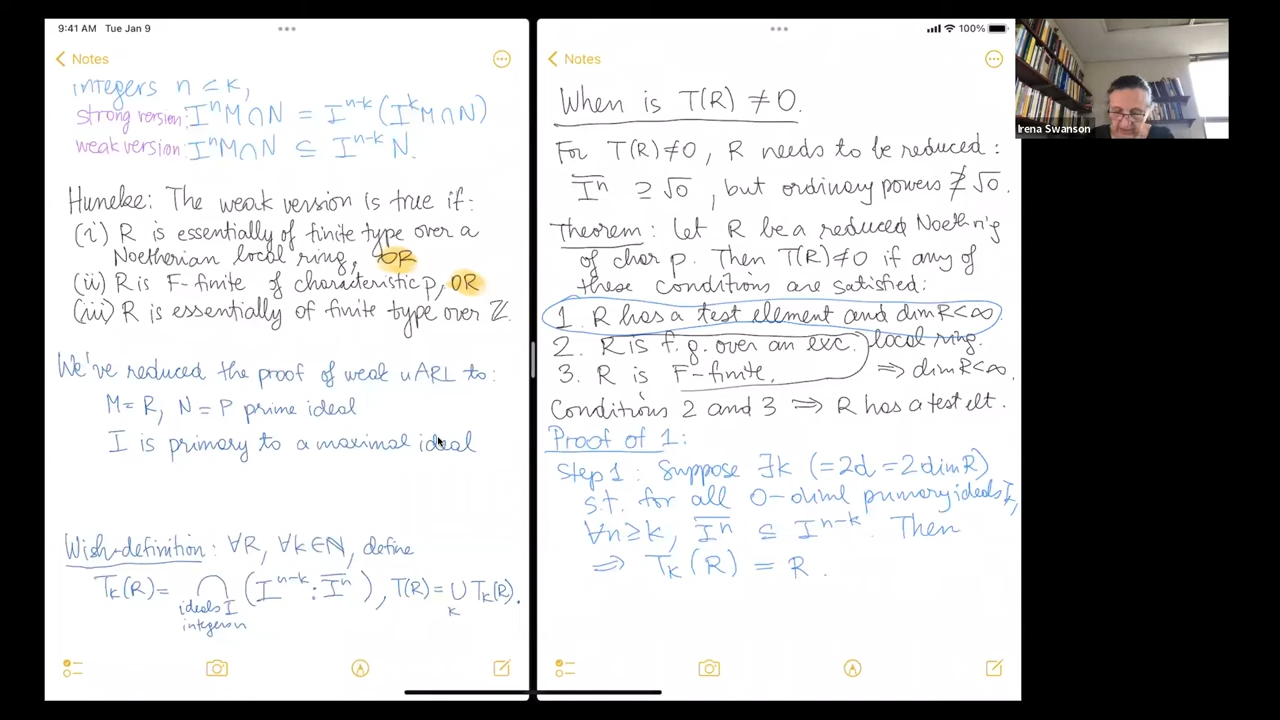 9:41 AM Tue Jan 9
Notes
integers n < k,
strong version: IⁿM∩N = Iⁿ⁻ᵏ(IᵏM∩N)
weak version: IⁿM∩N ⊆ Iⁿ⁻ᵏN.
Huneke: The weak version is true if:
(i) R is essentially of finite type over a
Noetherian local ring, OR
(ii) R is F-finite of characteristic p, OR
(iii) R is essentially of finite type over ℤ.
We've reduced the proof of weak uARL to:
M=R, N=P prime ideal
I is primary to a maximal ideal
Wish-definition: ∀R, ∀k∈ℕ, define
Tₖ(R)= ∩ (Iⁿ⁻ᵏ : I̅ⁿ̅), T(R)= ∪ Tₖ(R).
ideals I k
integers n
100%
Notes
When is T(R) ≠ 0.
For T(R)≠0, R needs to be reduced:
I̅ⁿ̅ ⊇ √0, but ordinary powers ⊉ √0.
Theorem: Let R be a reduced Noeth'n'g
of char p. Then T(R)≠0 if any of
these conditions are satisfied:
1. R has a test element and dim R<∞
2. R is f.g. over an exc. local ring.
3. R is F-finite. ⟹ dim R<∞.
Conditions 2 and 3 ⟹ R has a test elt.
Proof of 1:
Step 1: Suppose ∃k (=2d =2dim R)
s.t. for all 0-diml primary ideals I,
∀n≥k, I̅ⁿ̅ ⊆ Iⁿ⁻ᵏ. Then
⟹ Tₖ(R) = R.
Irena Swanson